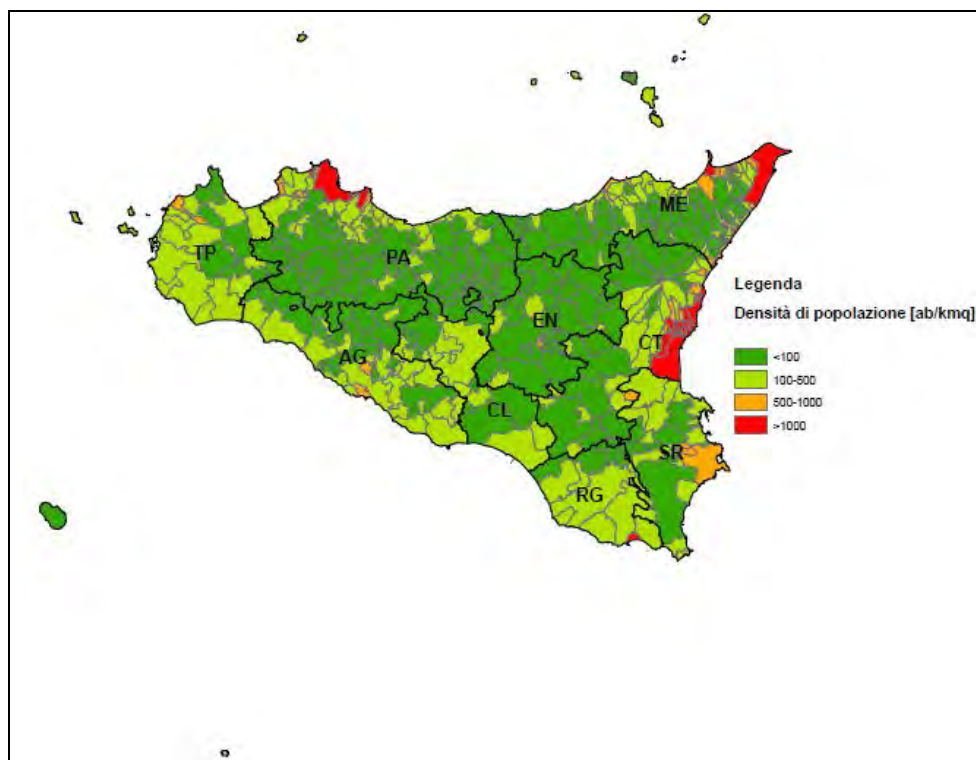 ME
TP
PA
Legenda
Densità di popolazione [ab/kmq]
EN
CT
AG
<100
100-500
CL
500-1000
>1000
SR
RG